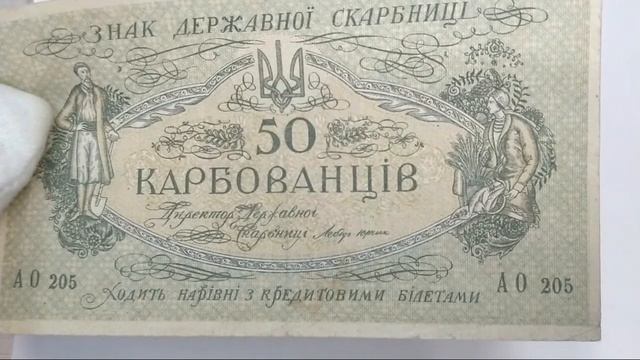 ЗНАК ДЕРЖАВНОЇ СКАРБНИЦІ
50
КАРБОВАНЦІВ
Директор Державної
Скарбниці
АО 205 АО 205
Ходить нарівні з кредитовими білетами